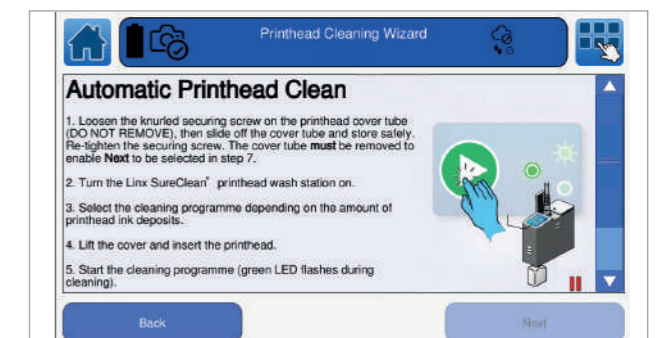 Printhead Cleaning Wizard
Automatic Printhead Clean
1. Loosen the knurled securing screw on the printhead cover tube
(DO NOT REMOVE), then slide off the cover tube and store safely.
Re-tighten the securing screw. The cover tube must be removed to
enable Next to be selected in step 7.
2. Turn the Linx SureClean® printhead wash station on.
3. Select the cleaning programme depending on the amount of
printhead ink deposits.
4. Lift the cover and insert the printhead.
5. Start the cleaning programme (green LED flashes during
cleaning).
Back
Next